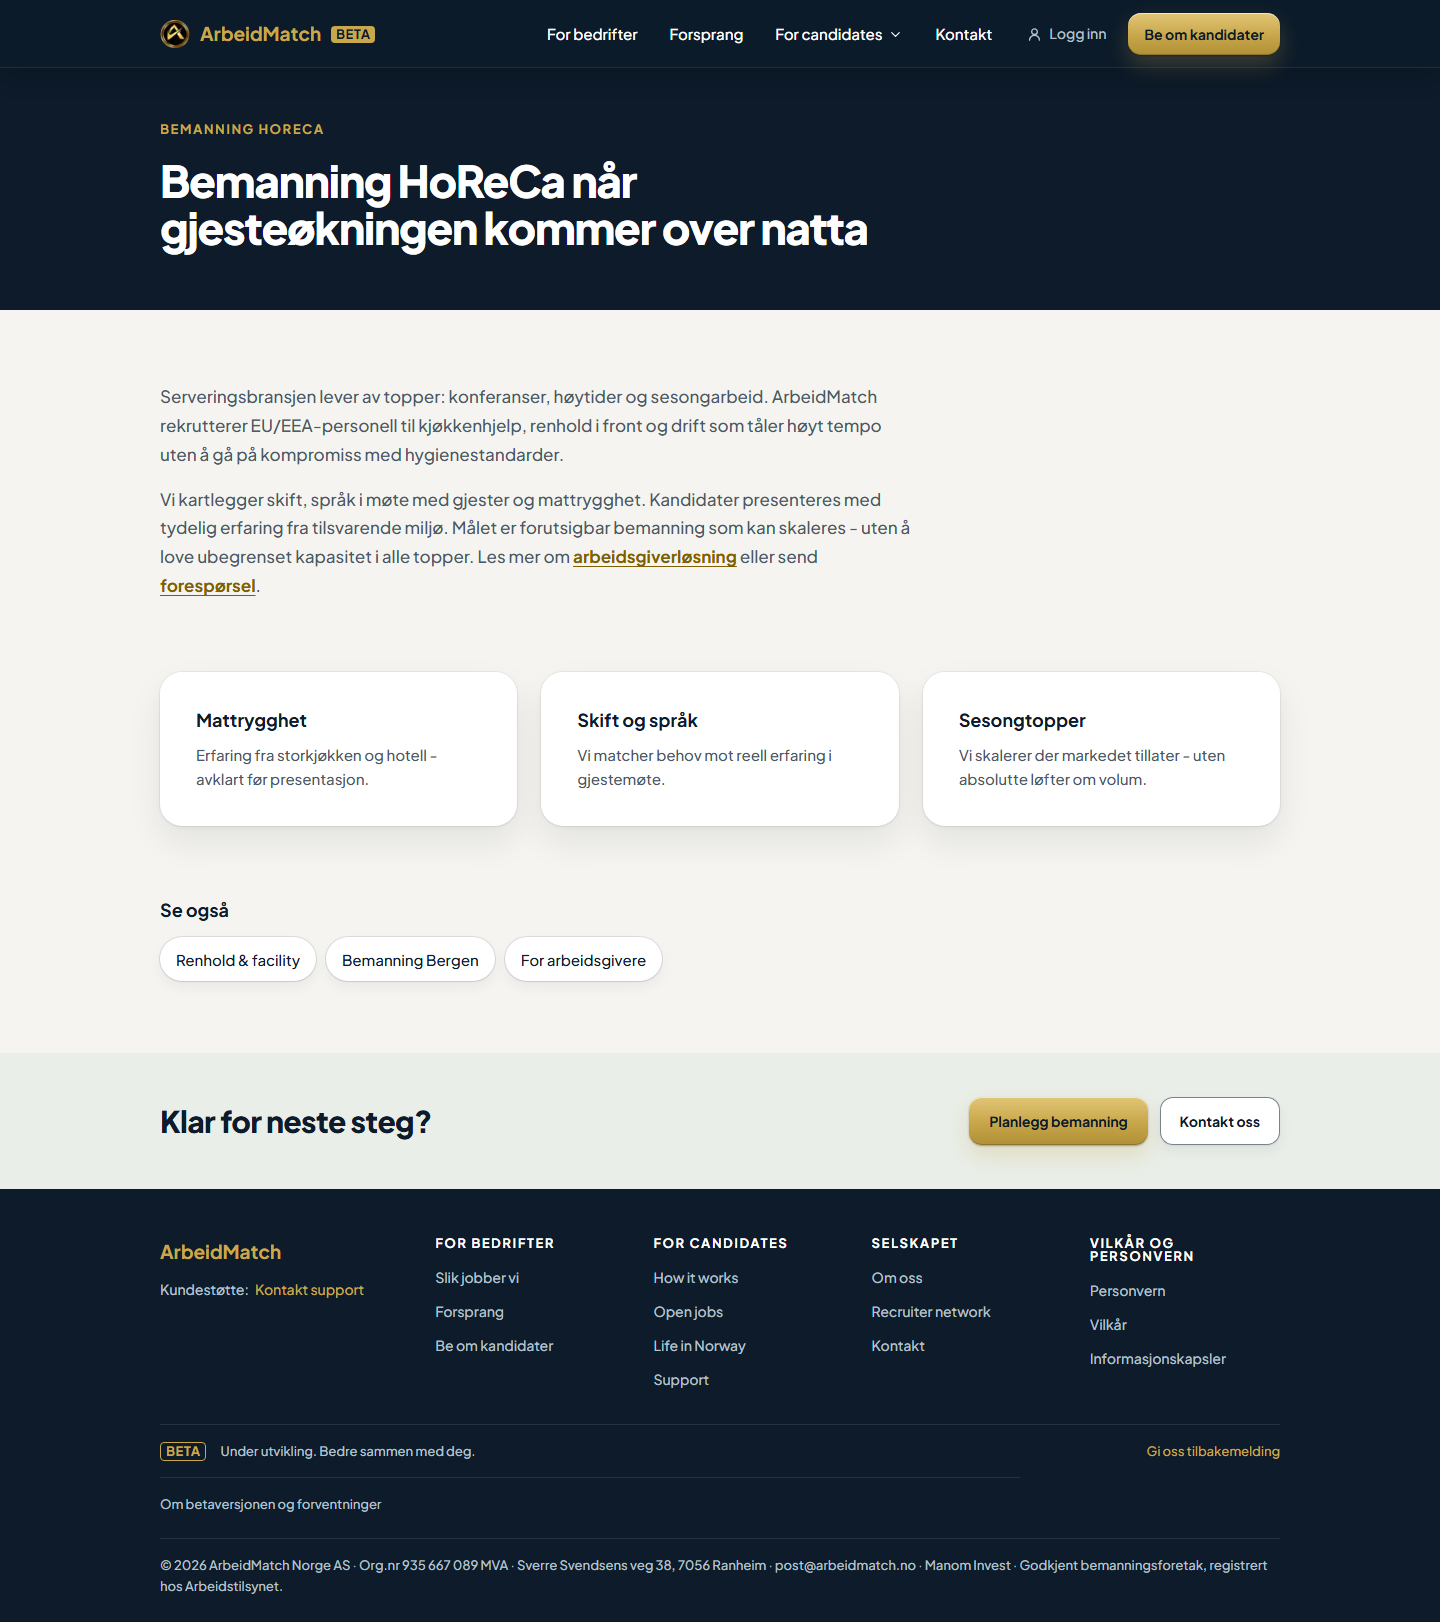 ArbeidMatch BETA
For bedrifter
Forsprang
For candidates
Kontakt
Logg inn
Be om kandidater
BEMANNING HORECA
Bemanning HoReCa når
gjesteøkningen kommer over natta
Serveringsbransjen lever av topper: konferanser, høytider og sesongarbeid. ArbeidMatch
rekrutterer EU/EEA-personell til kjøkkenhjelp, renhold i front og drift som tåler høyt tempo
uten å gå på kompromiss med hygienestandarder.
Vi kartlegger skift, språk i møte med gjester og mattrygghet. Kandidater presenteres med
tydelig erfaring fra tilsvarende miljø. Målet er forutsigbar bemanning som kan skaleres - uten å
love ubegrenset kapasitet i alle topper. Les mer om arbeidsgiverløsning eller send
forespørsel.
Mattrygghet
Erfaring fra storkjøkken og hotell -
avklart før presentasjon.
Skift og språk
Vi matcher behov mot reell erfaring i
gjestemøte.
Sesongtopper
Vi skalerer der markedet tillater - uten
absolutte løfter om volum.
Se også
Renhold & facility
Bemanning Bergen
For arbeidsgivere
Klar for neste steg?
Planlegg bemanning
Kontakt oss
ArbeidMatch
Kundestøtte: Kontakt support
FOR BEDRIFTER
Slik jobber vi
Forsprang
Be om kandidater
FOR CANDIDATES
How it works
Open jobs
Life in Norway
Support
SELSKAPET
Om oss
Recruiter network
Kontakt
VILKÅR OG
PERSONVERN
Personvern
Vilkår
Informasjonskapsler
BETA Under utvikling. Bedre sammen med deg.
Gi oss tilbakemelding
Om betaversjonen og forventninger
© 2026 ArbeidMatch Norge AS · Org.nr 935 667 089 MVA · Sverre Svendsens veg 38, 7056 Ranheim · post@arbeidmatch.no · Manom Invest · Godkjent bemanningsforetak, registrert
hos Arbeidstilsynet.